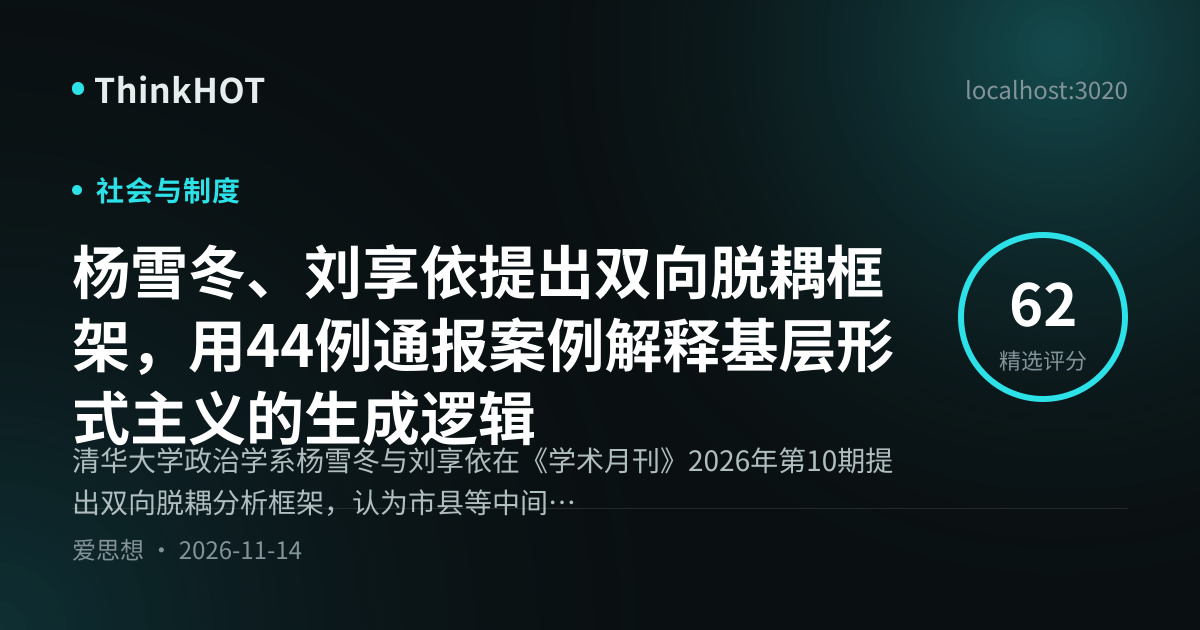 ThinkHOT
localhost:3020
社会与制度
杨雪冬、刘享依提出双向脱耦框
架，用44例通报案例解释基层形
式主义的生成逻辑
62
精选评分
清华大学政治学系杨雪冬与刘享依在《学术月刊》2026年第10期提
出双向脱耦分析框架，认为市县等中间…
爱思想 · 2026-11-14